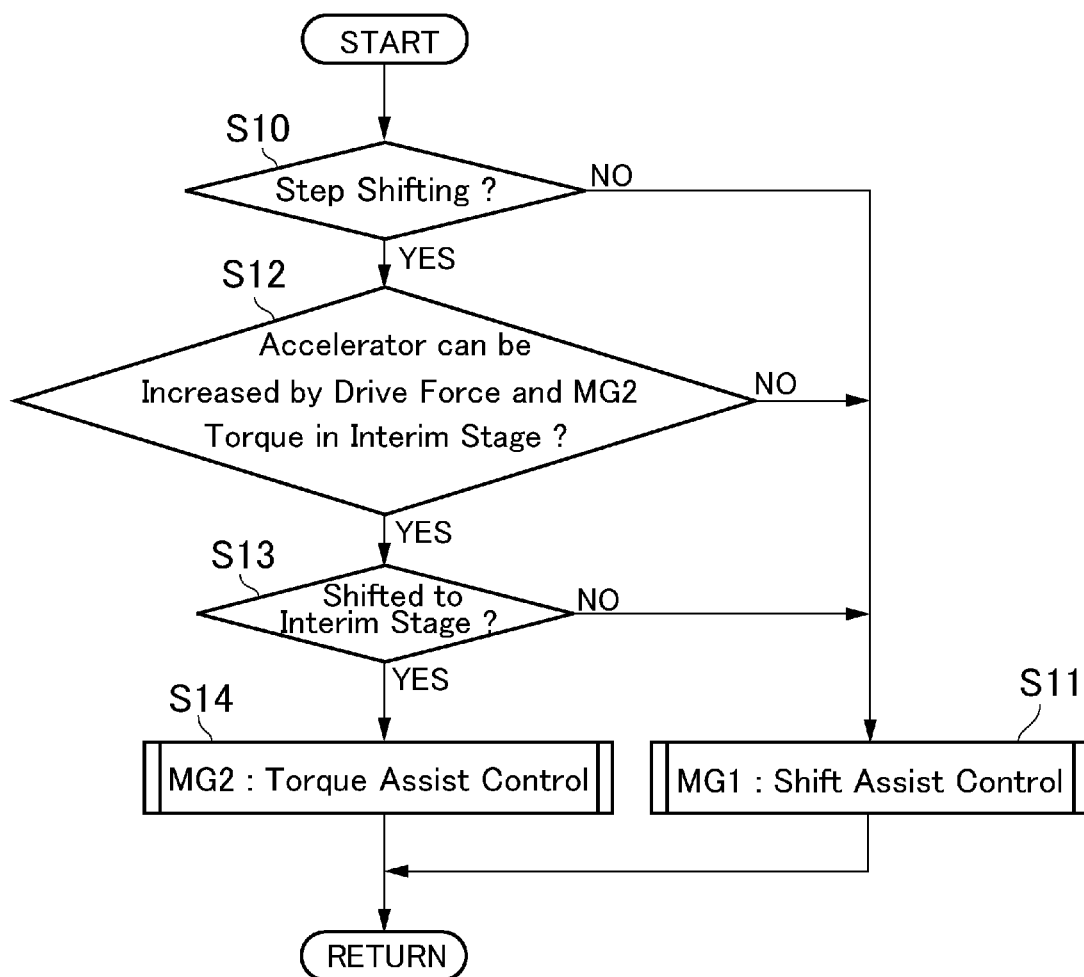 START
S10
Step Shifting ?
NO
YES
S12
Accelerator can be
Increased by Drive Force and MG2
Torque in Interim Stage ?
NO
YES
S13
Shifted to
Interim Stage ?
NO
YES
S14
S11
MG2 : Torque Assist Control
MG1 : Shift Assist Control
RETURN